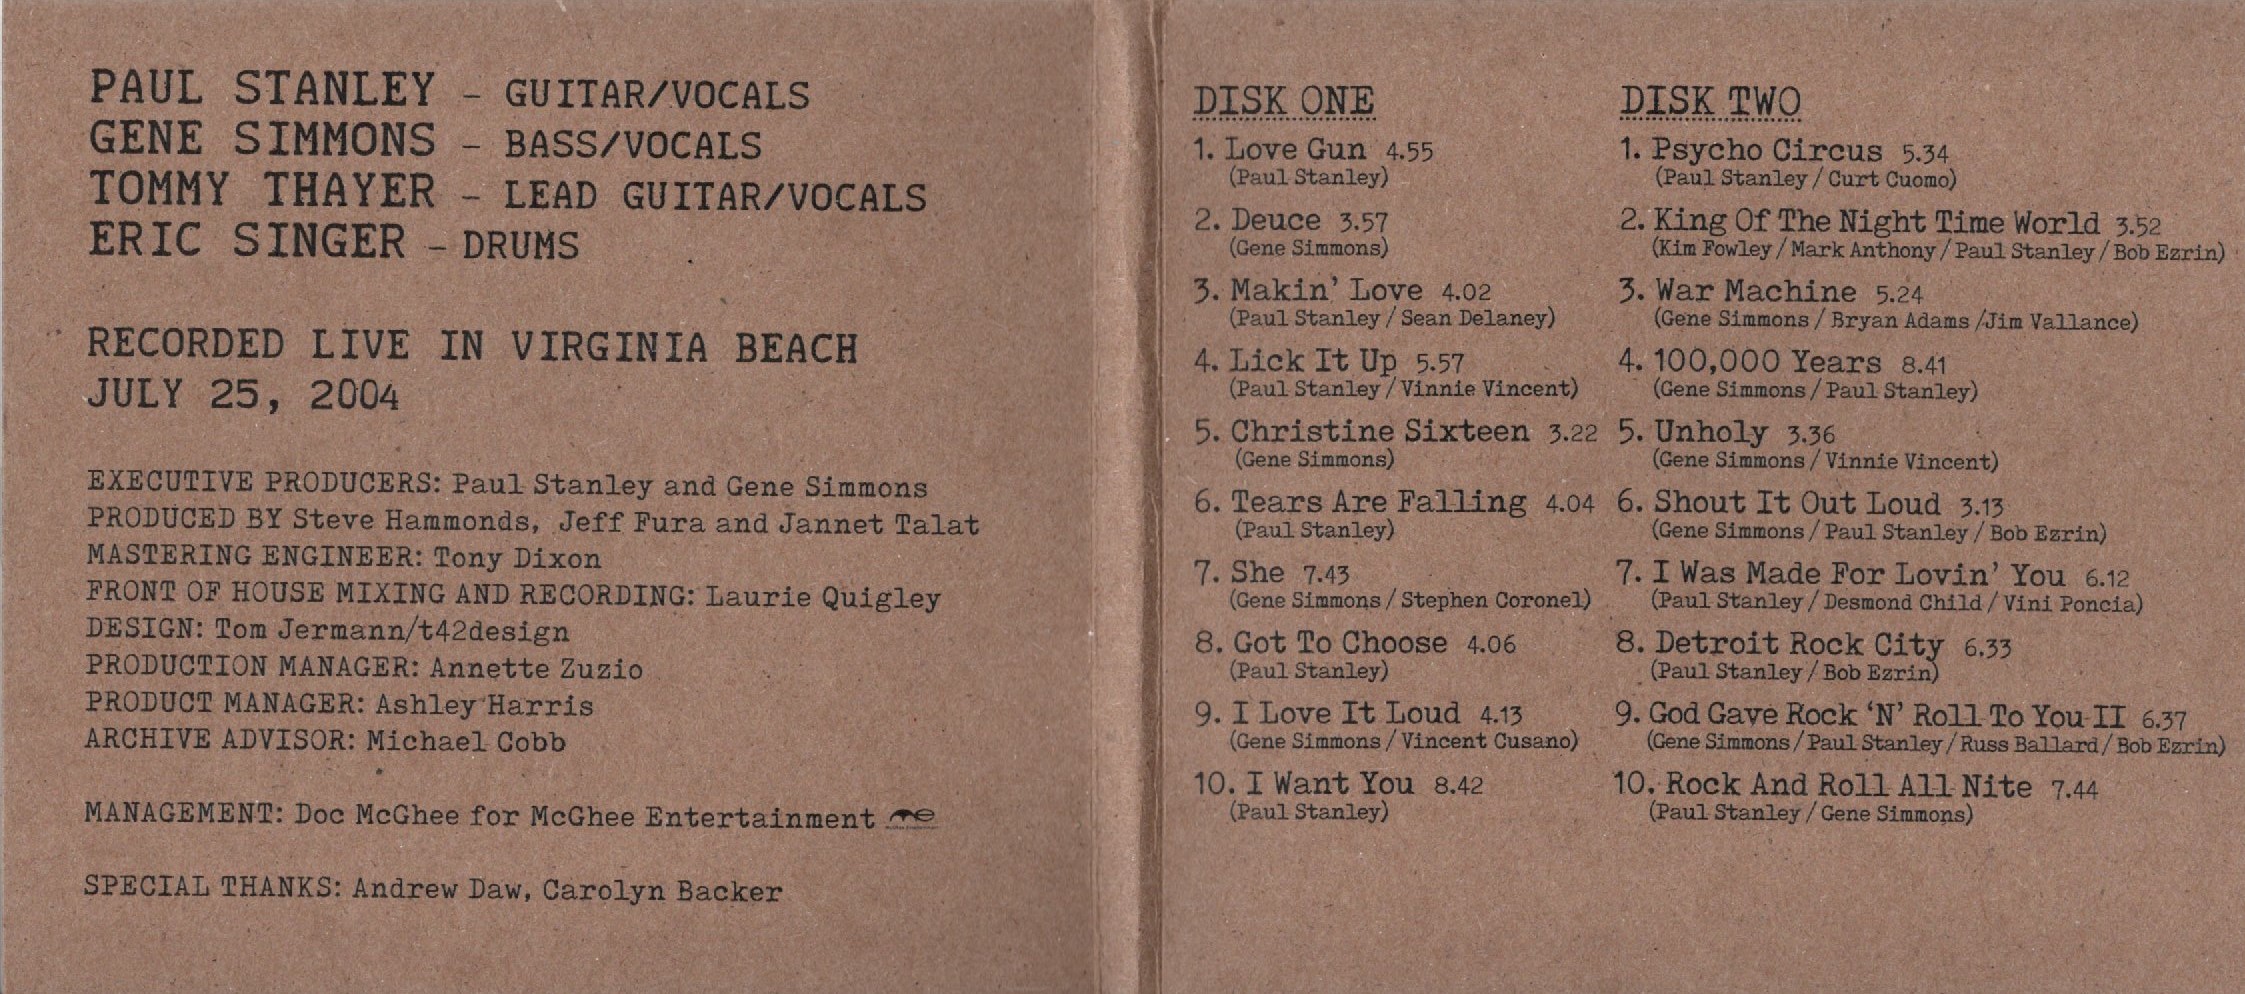 PAUL STANLEY – GUITAR/VOCALS
GENE SIMMONS – BASS/VOCALS
TOMMY THAYER – LEAD GUITAR/VOCALS
ERIC SINGER – DRUMS
RECORDED LIVE IN VIRGINIA BEACH
JULY 25, 2004
EXECUTIVE PRODUCERS: Paul Stanley and Gene Simmons
PRODUCED BY Steve Hammonds, Jeff Fura and Jannet Talat
MASTERING ENGINEER: Tony Dixon
FRONT OF HOUSE MIXING AND RECORDING: Laurie Quigley
DESIGN: Tom Jermann/t42design
PRODUCTION MANAGER: Annette Zuzio
PRODUCT MANAGER: Ashley Harris
ARCHIVE ADVISOR: Michael Cobb
MANAGEMENT: Doc McGhee for McGhee Entertainment
SPECIAL THANKS: Andrew Daw, Carolyn Backer
DISK ONE
1. Love Gun 4.55
(Paul Stanley)
2. Deuce 3.57
(Gene Simmons)
3. Makin' Love 4.02
(Paul Stanley / Sean Delaney)
4. Lick It Up 5.57
(Paul Stanley / Vinnie Vincent)
5. Christine Sixteen 3.22
(Gene Simmons)
6. Tears Are Falling 4.04
(Paul Stanley)
7. She 7.43
(Gene Simmons / Stephen Coronel)
8. Got To Choose 4.06
(Paul Stanley)
9. I Love It Loud 4.13
(Gene Simmons / Vincent Cusano)
10. I Want You 8.42
(Paul Stanley)
DISK TWO
1. Psycho Circus 5.34
(Paul Stanley / Curt Cuomo)
2. King Of The Night Time World 3.52
(Kim Fowley / Mark Anthony / Paul Stanley / Bob Ezrin)
3. War Machine 5.24
(Gene Simmons / Bryan Adams /Jim Vallance)
4. 100,000 Years 8.41
(Gene Simmons / Paul Stanley)
5. Unholy 3.36
(Gene Simmons / Vinnie Vincent)
6. Shout It Out Loud 3.13
(Gene Simmons / Paul Stanley / Bob Ezrin)
7. I Was Made For Lovin' You 6.12
(Paul Stanley / Desmond Child / Vini Poncia)
8. Detroit Rock City 6.33
(Paul Stanley / Bob Ezrin)
9. God Gave Rock 'N' Roll To You II 6.37
(Gene Simmons / Paul Stanley / Russ Ballard / Bob Ezrin)
10. Rock And Roll All Nite 7.44
(Paul Stanley / Gene Simmons)